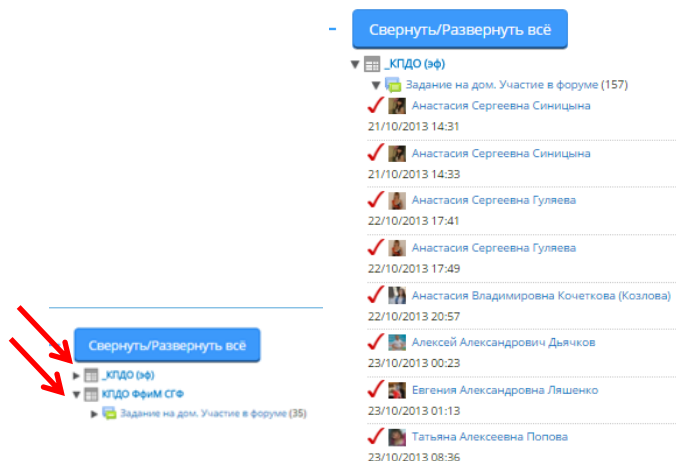 Свернуть/Развернуть всё
_КПДО (эф)
Задание на дом. Участие в форуме (157)
Анастасия Сергеевна Синицына
21/10/2013 14:31
Анастасия Сергеевна Синицына
21/10/2013 14:33
Анастасия Сергеевна Гуляева
22/10/2013 17:41
Анастасия Сергеевна Гуляева
22/10/2013 17:49
Анастасия Владимировна Кочеткова (Козлова)
22/10/2013 20:57
Алексей Александрович Дьячков
23/10/2013 00:23
Евгения Александровна Ляшенко
23/10/2013 01:13
Татьяна Алексеевна Попова
23/10/2013 08:36
Свернуть/Развернуть всё
_КПДО (эф)
КПДО ФфиМ СГФ
Задание на дом. Участие в форуме (35)